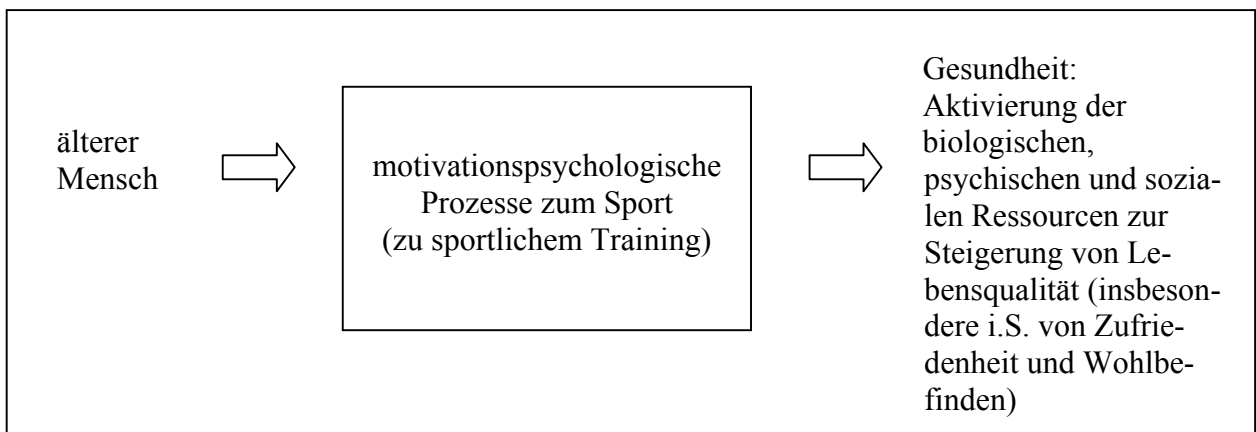 älterer
Mensch
motivationspsychologische
Prozesse zum Sport
(zu sportlichem Training)
Gesundheit:
Aktivierung der
biologischen,
psychischen und sozia-
len Ressourcen zur
Steigerung von Le-
bensqualität (insbeson-
dere i.S. von Zufrie-
denheit und Wohlbe-
finden)